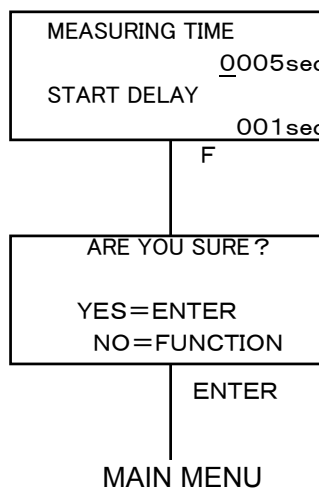 MEASURING TIME
0005sec
START DELAY
001sec
F
ARE YOU SURE？
YES＝ENTER
NO＝FUNCTION
ENTER
MAIN MENU